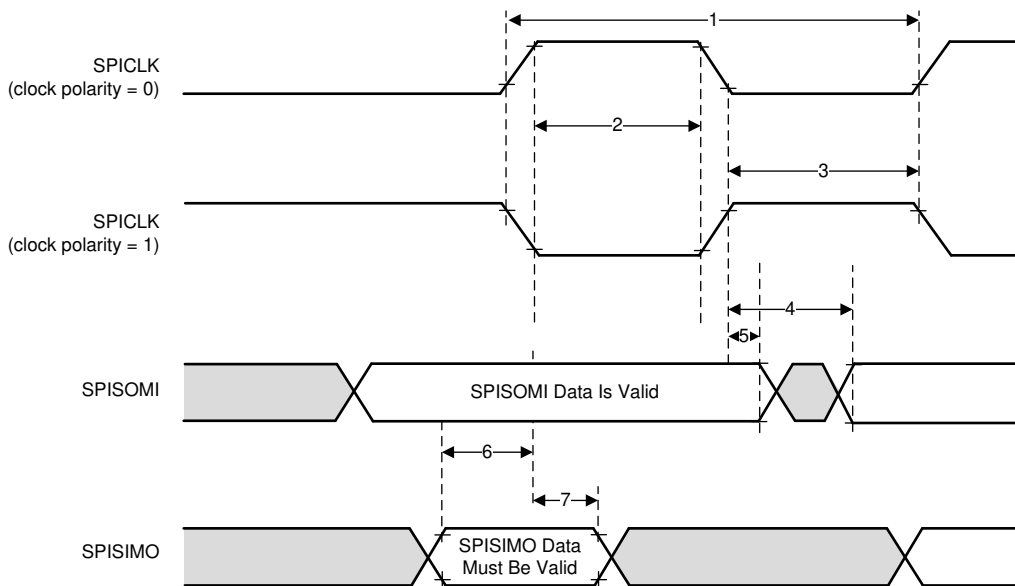 1
SPICLK
(clock polarity = 0)
2
3
SPICLK
(clock polarity = 1)
4
5
SPISOMI
SPISOMI Data Is Valid
6
7
SPISIMO
SPISIMO Data
Must Be Valid